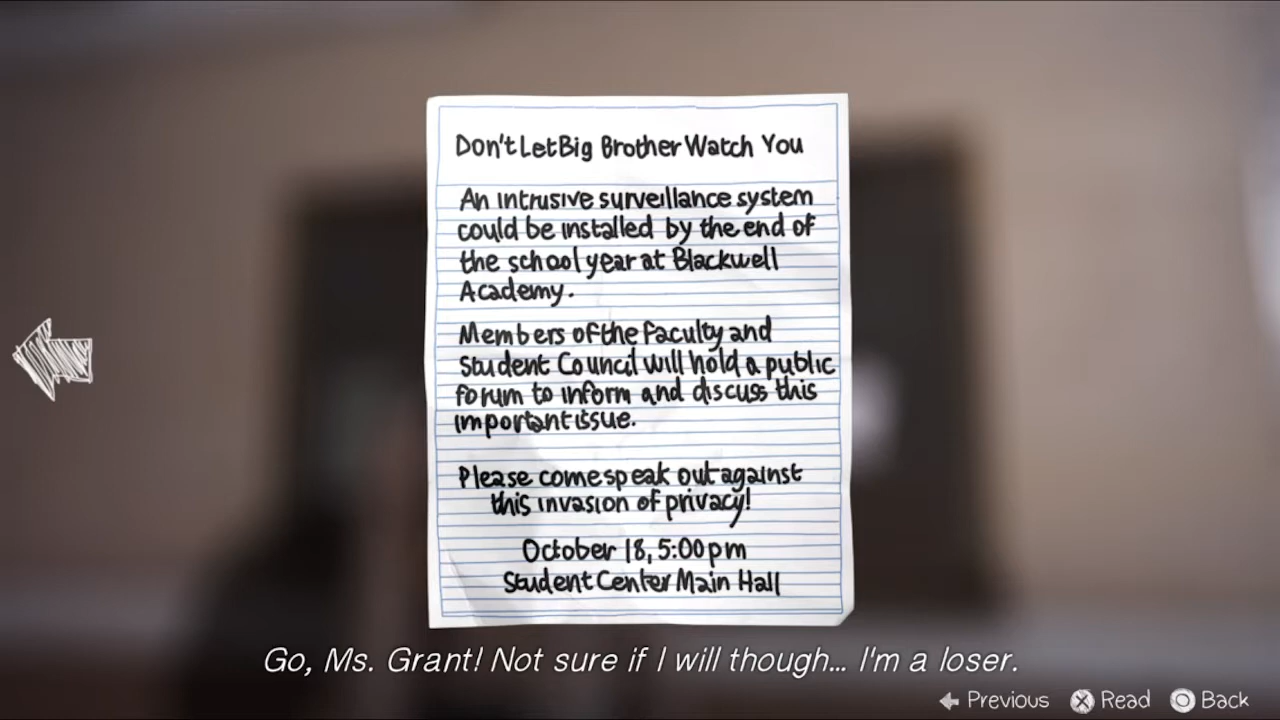 Don't Let Big Brother Watch You
An intrusive surveillance system
could be installed by the end of
the school year at Blackwell
Academy.
Members of the faculty and
Student Council will hold a public
forum to inform and discuss this
important issue.
Please come speak out against
this invasion of privacy!
October 18, 5:00pm
Student Center Main Hall
Go, Ms. Grant! Not sure if I will though... I'm a loser.
Previous Read Back